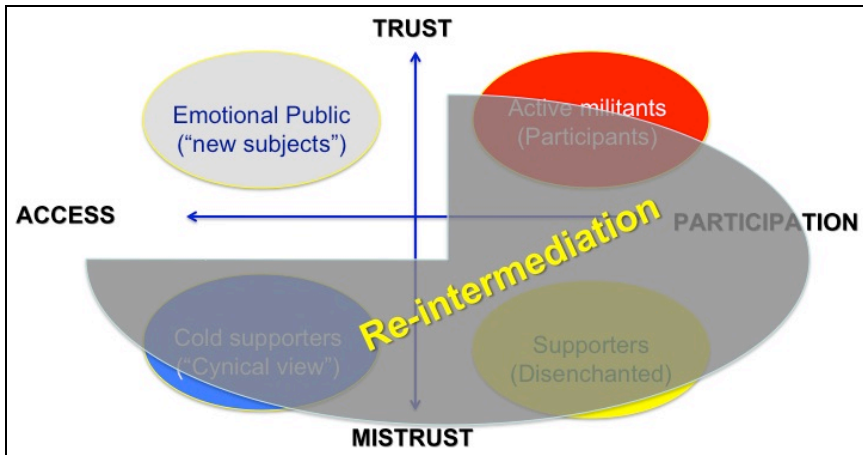 TRUST
Emotional Public
(“new subjects”)
Active militants
(Participants)
ACCESS
PARTICIPATION
Re-intermediation
Cold supporters
(“Cynical view”)
Supporters
(Disenchanted)
MISTRUST